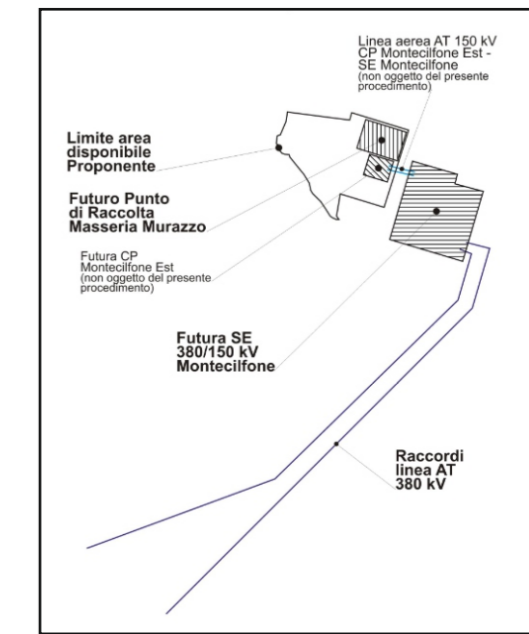 Linea aerea AT 150 kV
CP Montecilfone Est -
SE Montecilfone
(non oggetto del presente
procedimento)
Limite area
disponibile
Proponente
Futuro Punto
di Raccolta
Masseria Murazzo
Futura CP
Montecilfone Est
(non oggetto del presente
procedimento)
Futura SE
380/150 kV
Montecilfone
Raccordi
linea AT
380 kV